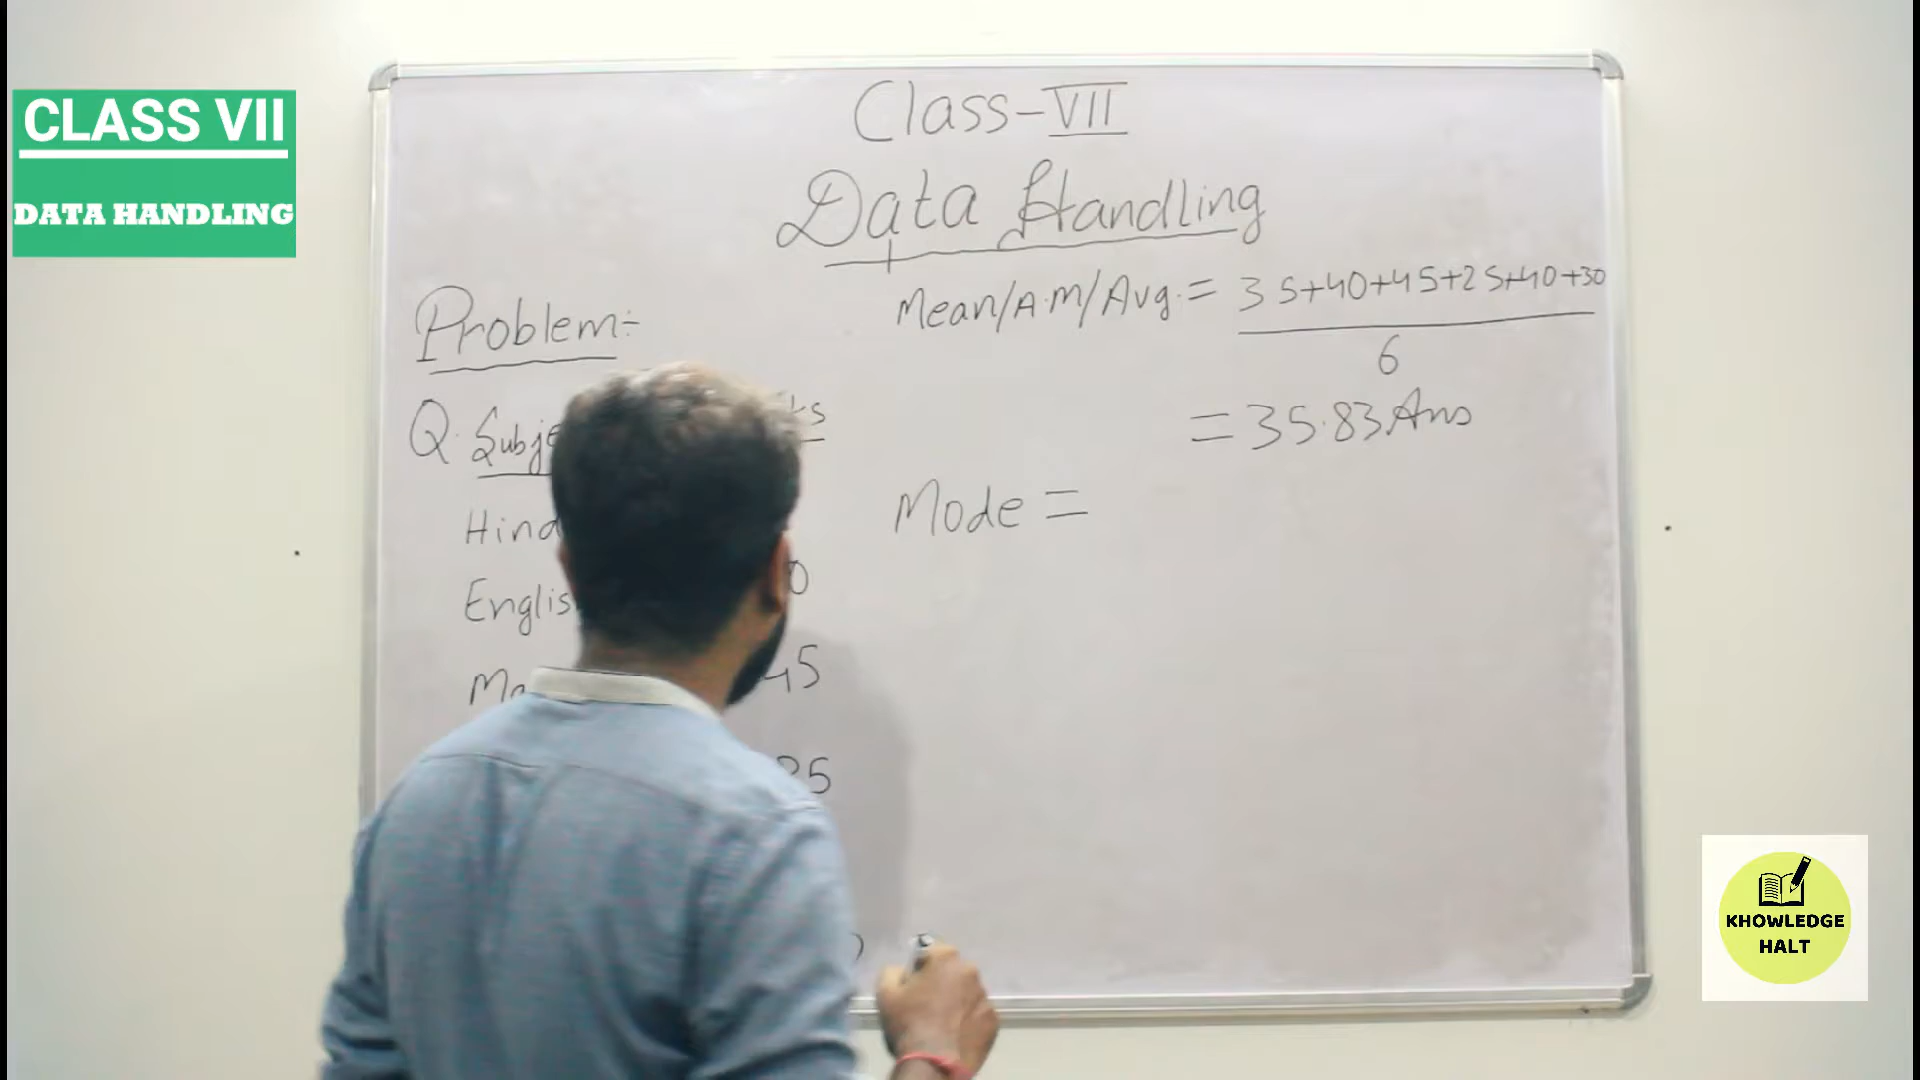 CLASS VII
DATA HANDLING
Class-VII
Data Handling
Problem:-
Mean/A.M/Avg. = 35+40+45+25+40+30
6
= 35.83 Ans
Q.
Mode =
45
KHOWLEDGE
HALT